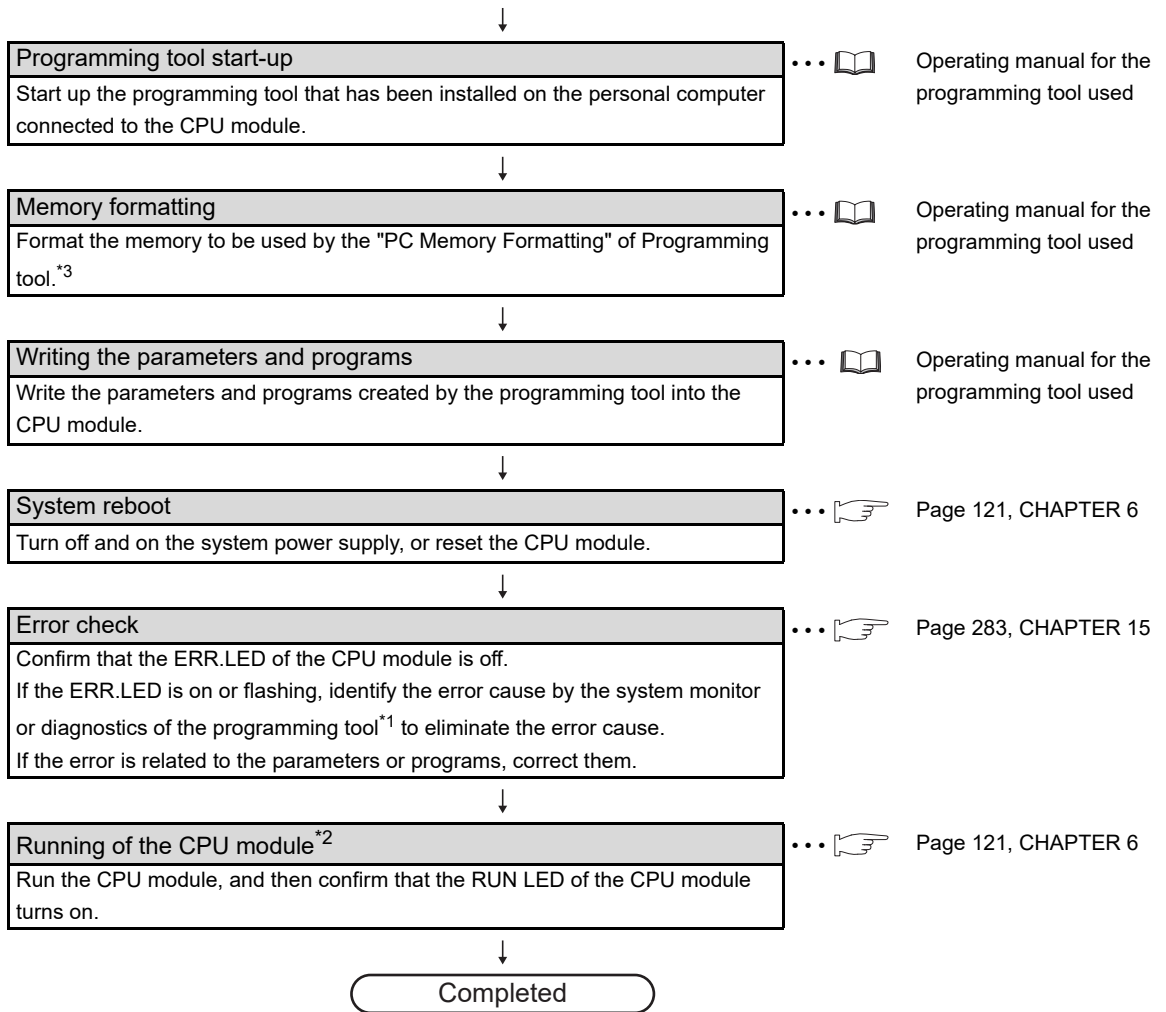 Programming tool start-up
Operating manual for the
programming tool used
Start up the programming tool that has been installed on the personal computer
connected to the CPU module.
Memory formatting
Operating manual for the
programming tool used
Format the memory to be used by the "PC Memory Formatting" of Programming
tool.*3
Writing the parameters and programs
Operating manual for the
programming tool used
Write the parameters and programs created by the programming tool into the
CPU module.
System reboot
Page 121, CHAPTER 6
Turn off and on the system power supply, or reset the CPU module.
Error check
Page 283, CHAPTER 15
Confirm that the ERR.LED of the CPU module is off.
If the ERR.LED is on or flashing, identify the error cause by the system monitor
or diagnostics of the programming tool*1 to eliminate the error cause.
If the error is related to the parameters or programs, correct them.
Running of the CPU module*2
Page 121, CHAPTER 6
Run the CPU module, and then confirm that the RUN LED of the CPU module
turns on.
Completed